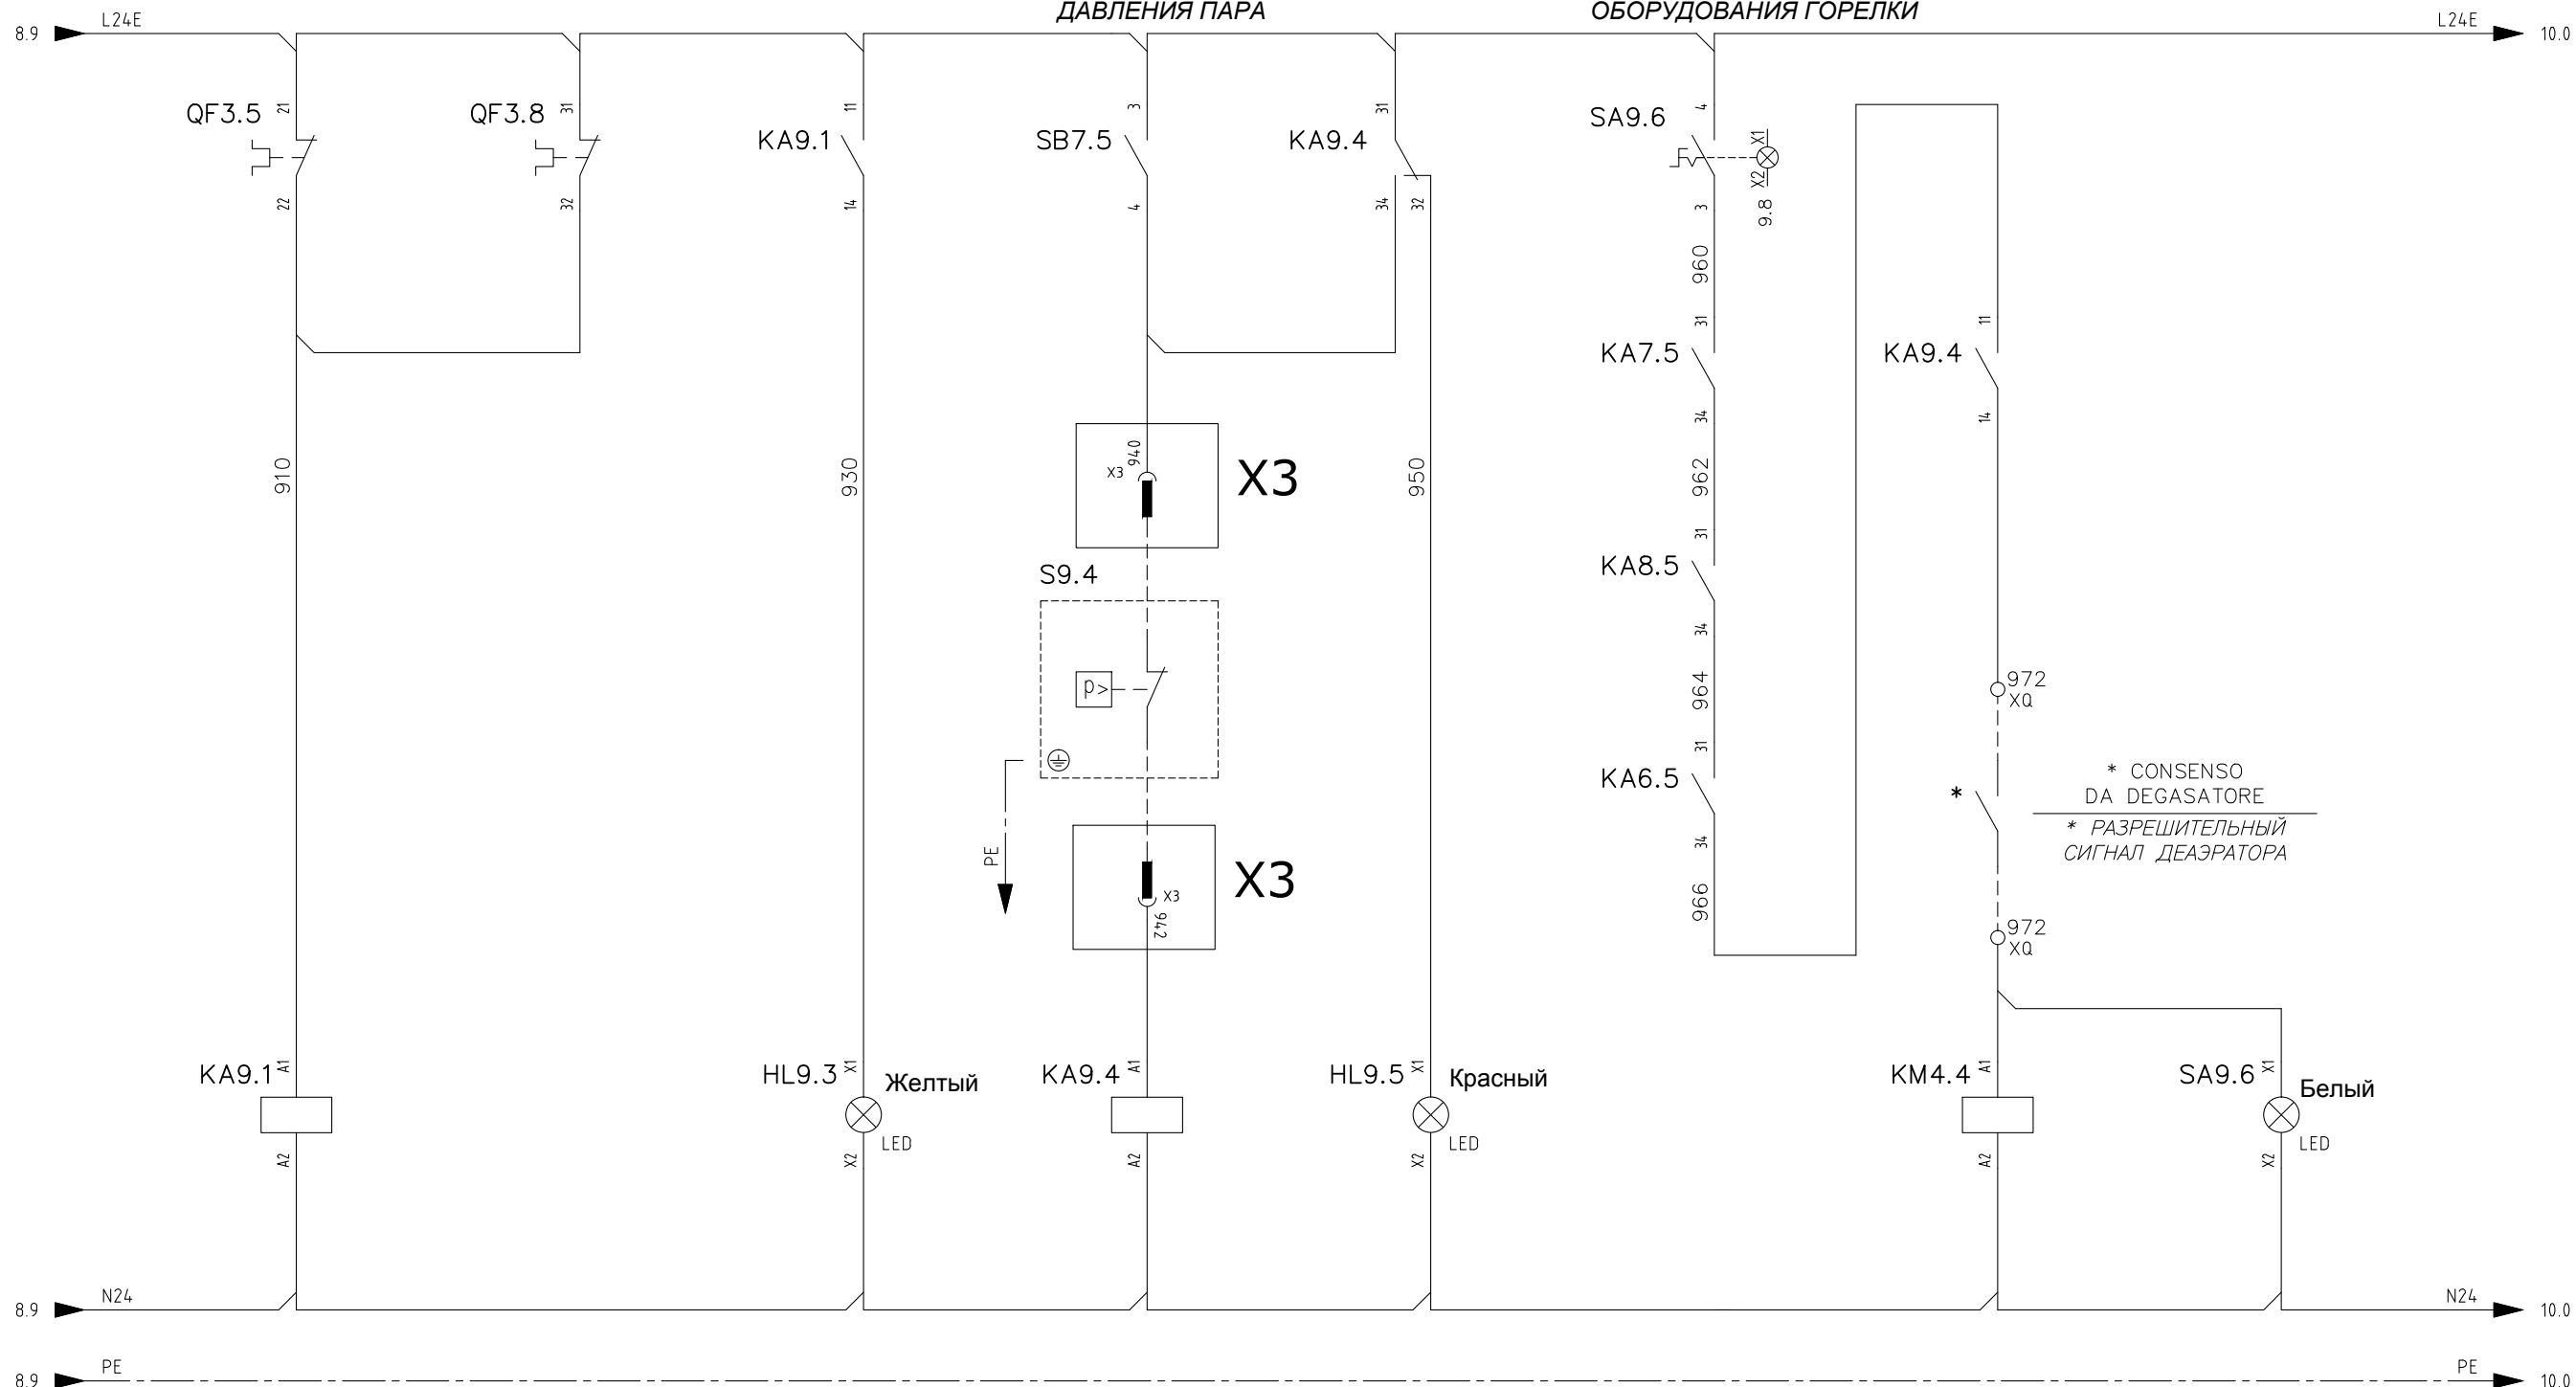 ДАВЛЕНИЯ ПАРА
ОБОРУДОВАНИЯ ГОРЕЛКИ
8.9
L24E
L24E
10.0
QF3.5
21
22
QF3.8
31
32
KA9.1
11
14
SB7.5
3
4
KA9.4
31
34
32
SA9.6
4
3
X1
X2
9.8
960
KA7.5
31
34
KA9.4
11
14
910
930
940
X3
X3
950
962
S9.4
KA8.5
31
34
p>
964
972
XQ
KA6.5
31
34
*
* CONSENSO
DA DEGASATORE
* РАЗРЕШИТЕЛЬНЫЙ
СИГНАЛ ДЕАЭРАТОРА
PE
X3
X3
942
966
972
XQ
KA9.1
A1
A2
HL9.3
X1
Желтый
LED
X2
KA9.4
A1
A2
HL9.5
X1
Красный
LED
X2
KM4.4
A1
A2
SA9.6
X1
Белый
LED
X2
8.9
N24
N24
10.0
8.9
PE
PE
10.0